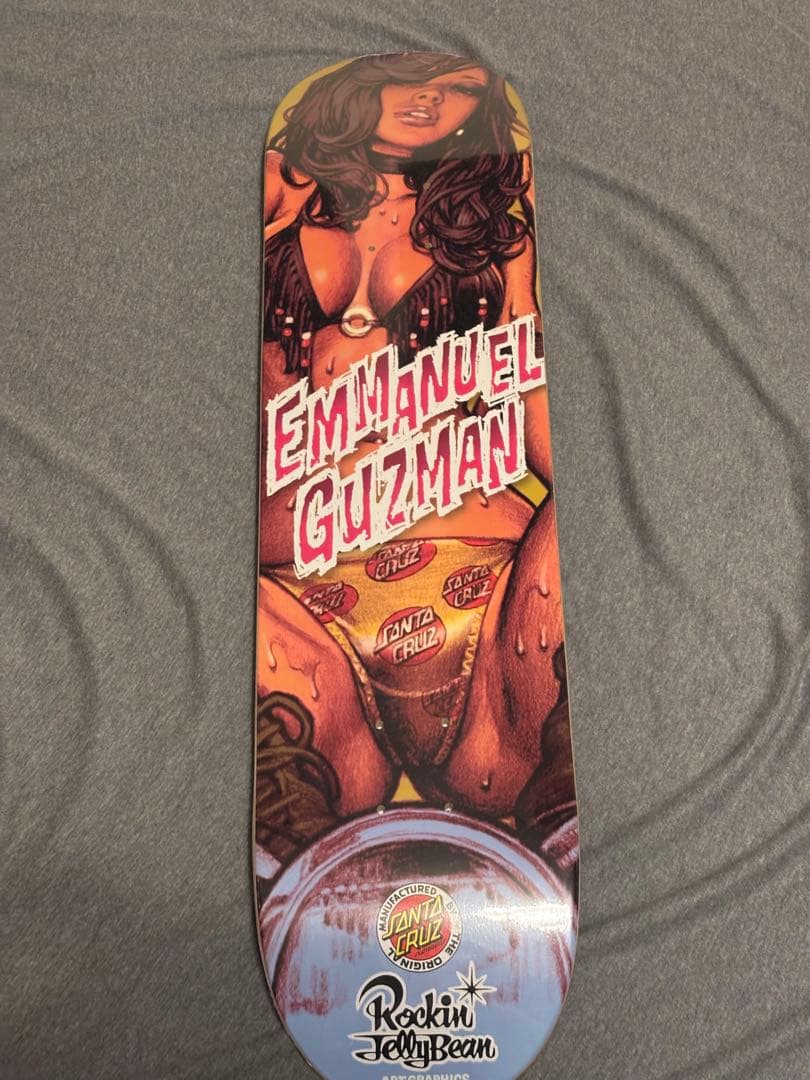 EMMANUEL
GUZMAN
SANTA
CRUZ
SANTA
CRUZ
SANTA
CRUZ
SANTA
CRUZ
MANUFACTURED BY THE ORIGINAL
SANTA
CRUZ
Rockin'
JellyBean
ART GRAPHICS